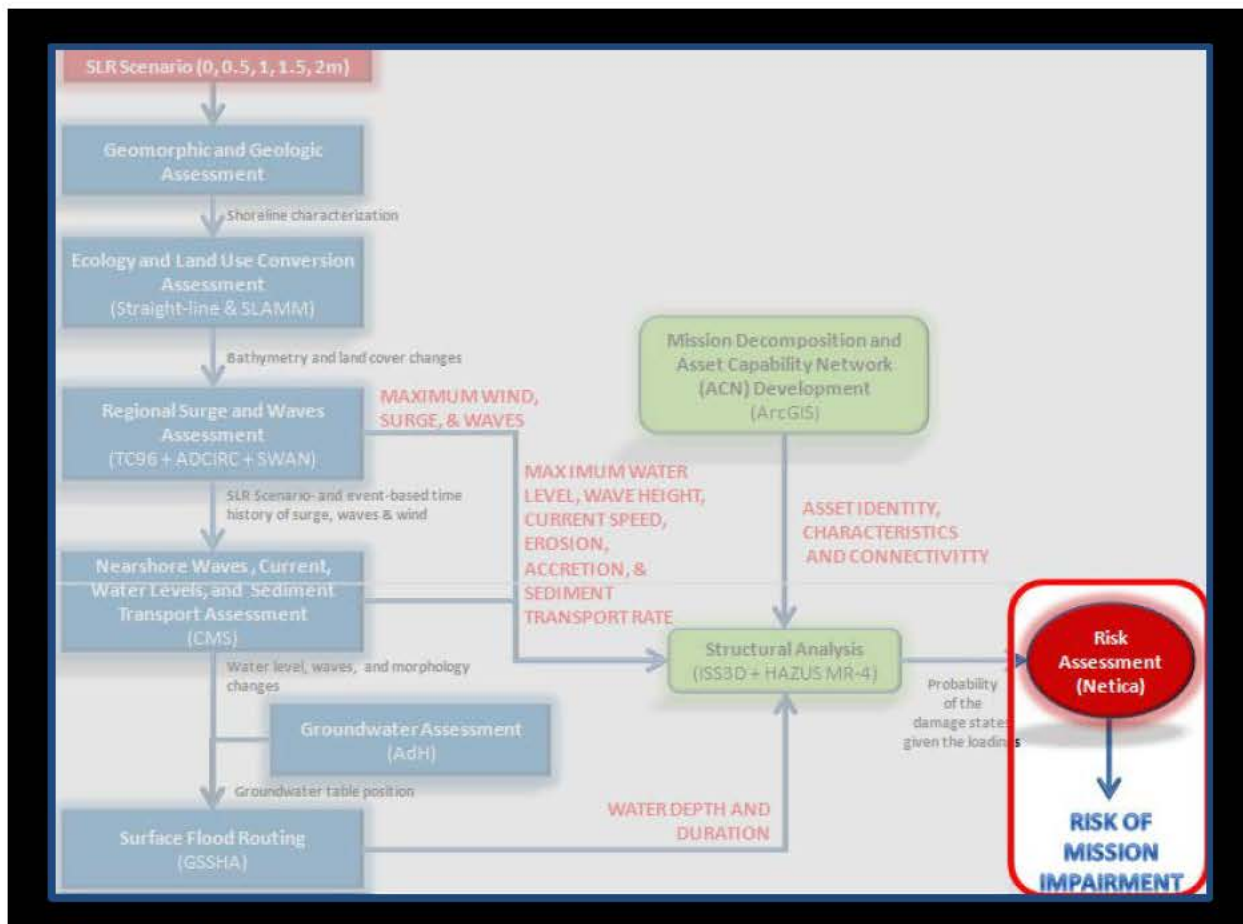 SLR Scenario (0, 0.5, 1, 1.5, 2m)
Geomorphic and Geologic
Assessment
Shoreline characterization
Ecology and Land Use Conversion
Assessment
(Straight-line & SLAMM)
Bathymetry and land cover changes
Regional Surge and Waves
Assessment
(TC96 + ADCIRC + SWAN)
MAXIMUM WIND,
SURGE, & WAVES
SLR Scenario- and event-based time
history of surge, waves & wind
Nearshore Waves, Current,
Water Levels, and Sediment
Transport Assessment
(CMS)
MAXIMUM WATER
LEVEL, WAVE HEIGHT,
CURRENT SPEED,
EROSION,
ACCRETION, &
SEDIMENT
TRANSPORT RATE
Water level, waves, and morphology
changes
Groundwater Assessment
(AdH)
Groundwater table position
Surface Flood Routing
(GSSHA)
WATER DEPTH AND
DURATION
Mission Decomposition and
Asset Capability Network
(ACN) Development
(ArcGIS)
ASSET IDENTITY,
CHARACTERISTICS
AND CONNECTIVITTY
Structural Analysis
(ISS3D + HAZUS MR-4)
Probability
of the
damage states
given the loadings
Risk
Assessment
(Netica)
RISK OF
MISSION
IMPAIRMENT